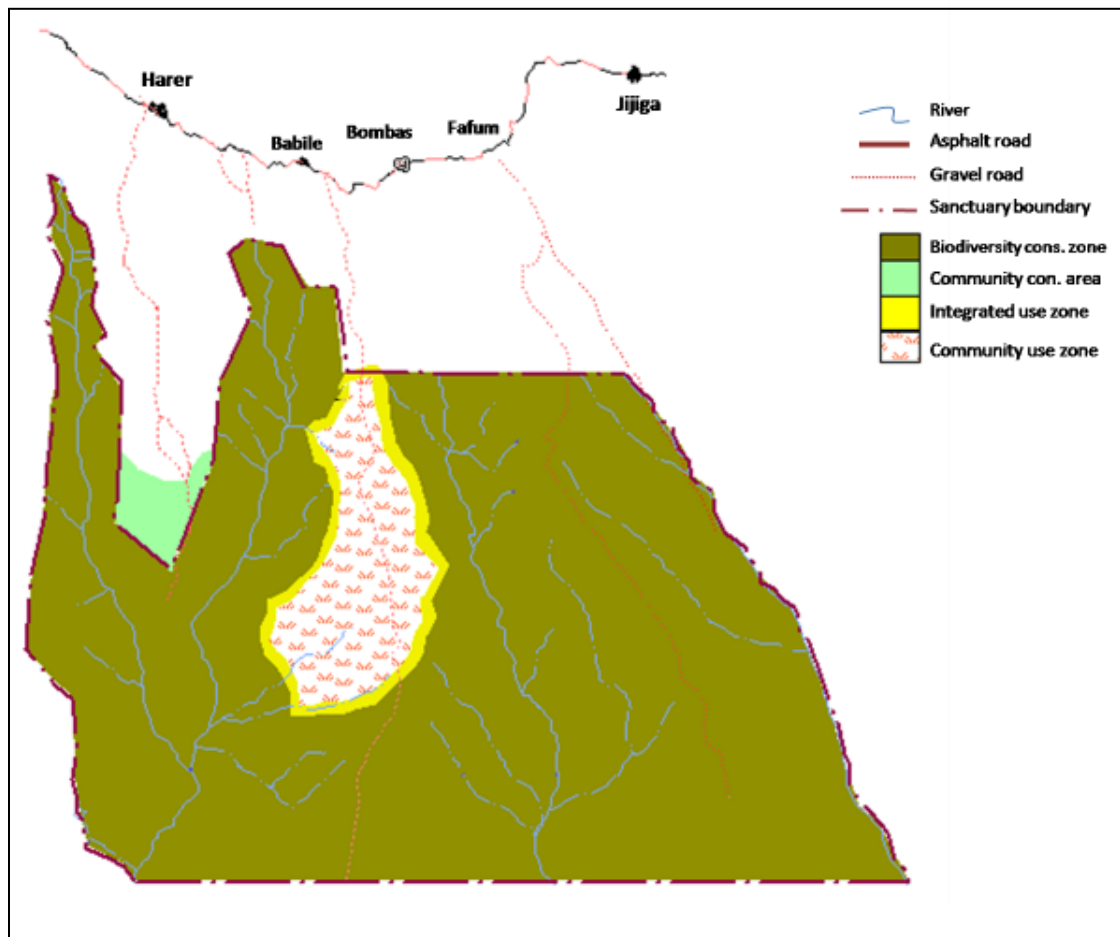 Harer
Babile
Bombas
Fafum
Jijiga
River
Asphalt road
Gravel road
Sanctuary boundary
Biodiversity cons. zone
Community con. area
Integrated use zone
Community use zone